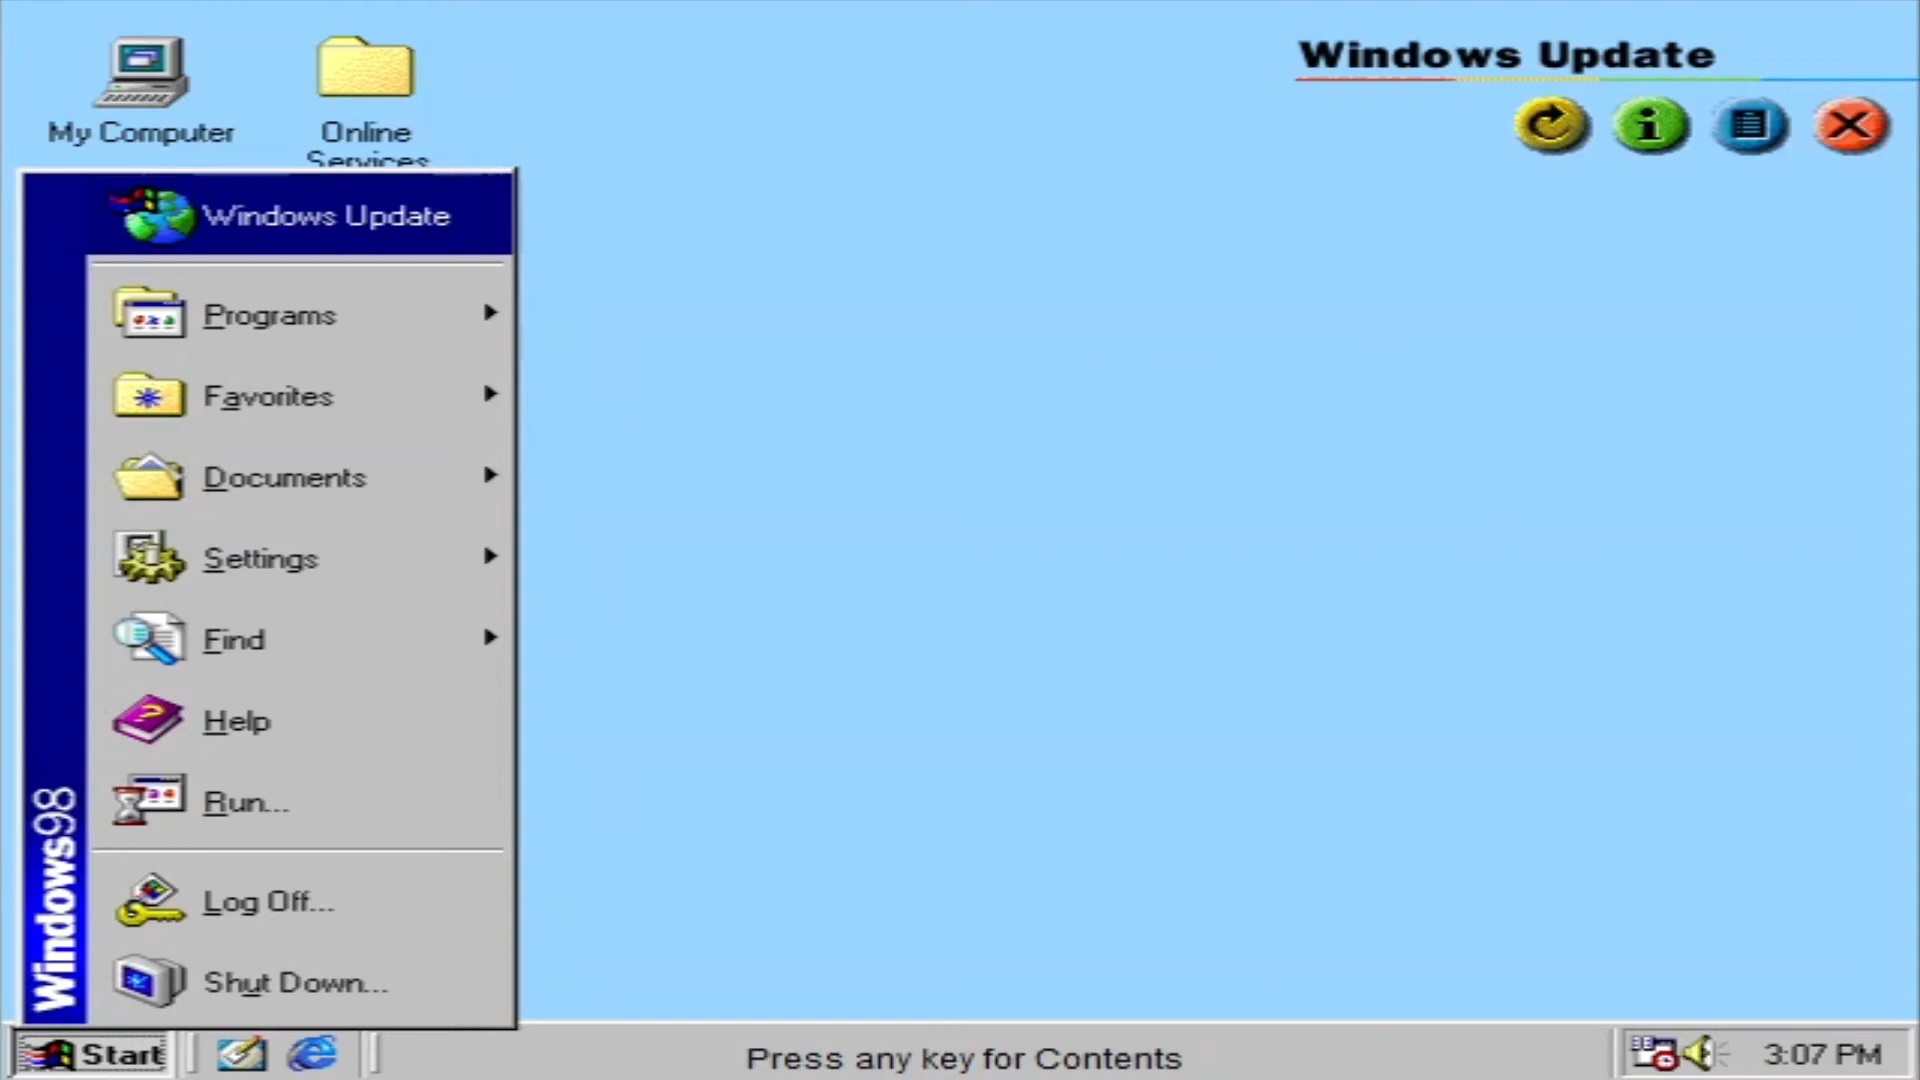 My Computer
Online
Services
Windows Update
Windows Update
Programs
Favorites
Documents
Settings
Find
Help
Run...
Log Off...
Shut Down...
Windows98
Start
Press any key for Contents
3:07 PM